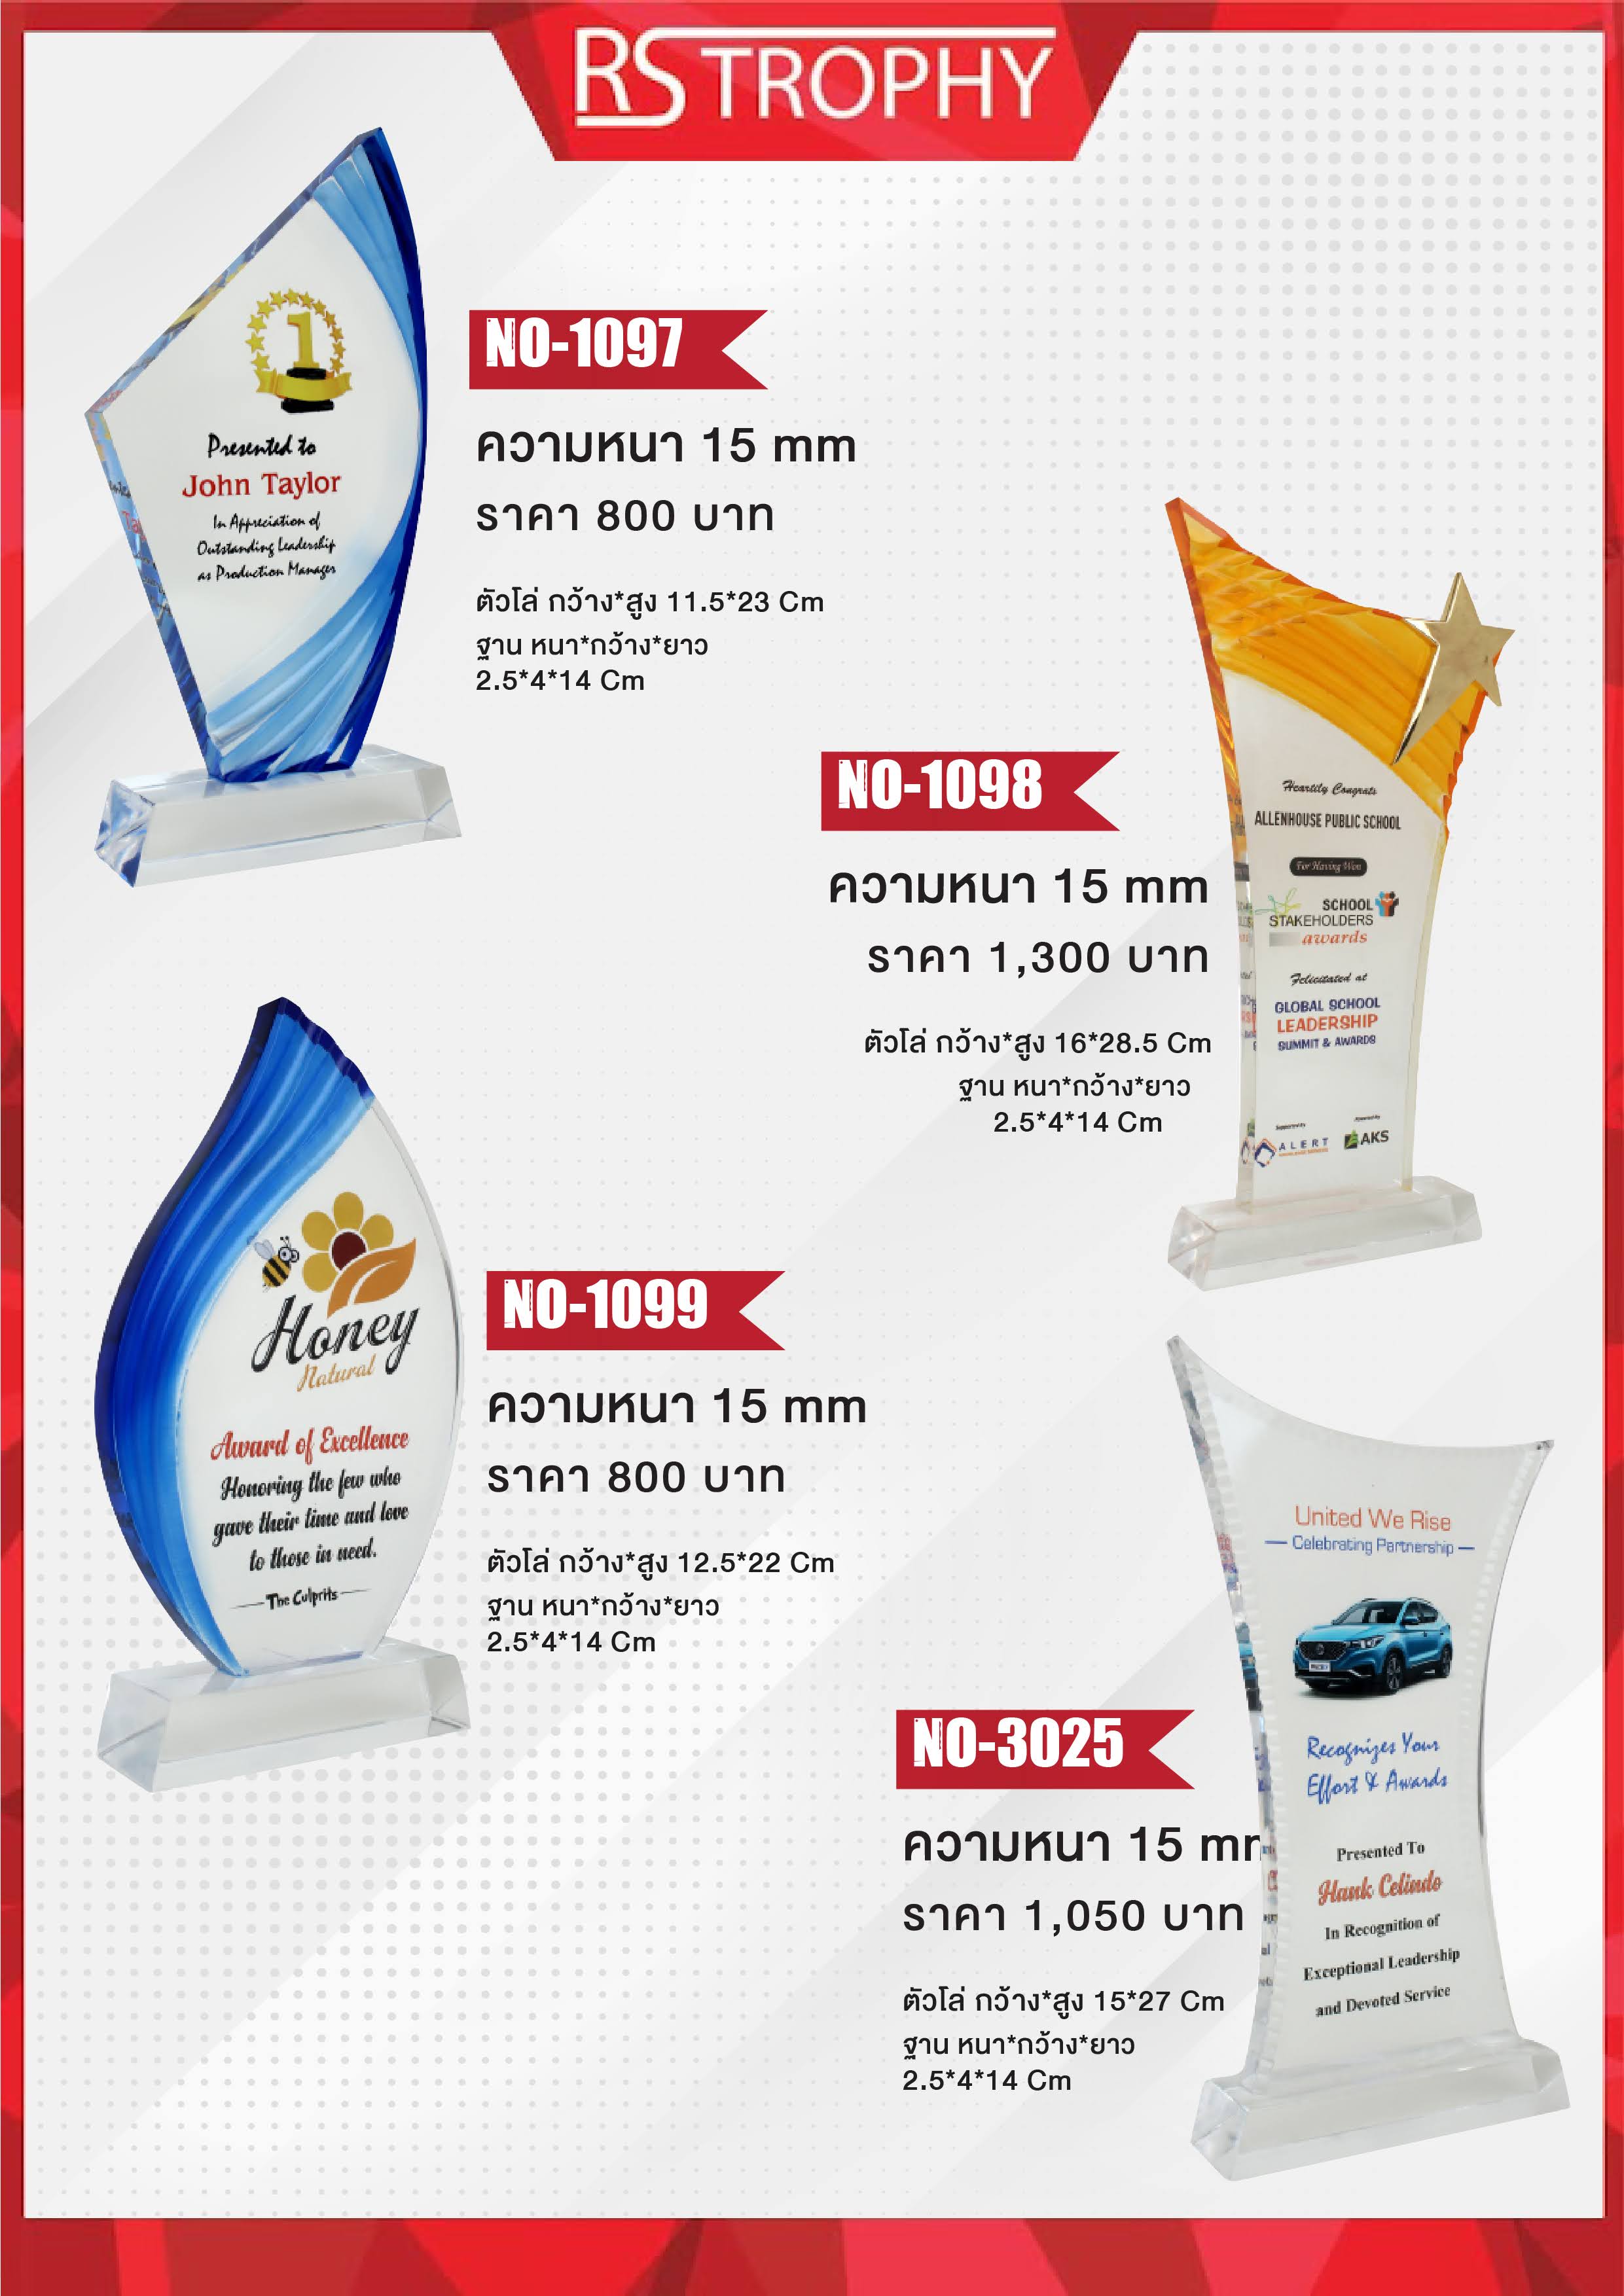 RS TROPHY
NO-1097
ความหนา 15 mm
ราคา 800 บาท
ตัวโล่ กว้าง*สูง 11.5*23 Cm
ฐาน หนา*กว้าง*ยาว
2.5*4*14 Cm
1
Presented to
John Taylor
In Appreciation of
Outstanding Leadership
as Production Manager
NO-1098
ความหนา 15 mm
ราคา 1,300 บาท
ตัวโล่ กว้าง*สูง 16*28.5 Cm
ฐาน หนา*กว้าง*ยาว
2.5*4*14 Cm
Heartily Congrats
ALLENHOUSE PUBLIC SCHOOL
For Having Won
SCHOOL
STAKEHOLDERS
awards
Felicitated at
GLOBAL SCHOOL
LEADERSHIP
SUMMIT & AWARDS
ALERT
AKS
NO-1099
ความหนา 15 mm
ราคา 800 บาท
ตัวโล่ กว้าง*สูง 12.5*22 Cm
ฐาน หนา*กว้าง*ยาว
2.5*4*14 Cm
Honey
Natural
Award of Excellence
Honoring the few who
gave their time and love
to those in need.
The Culprits
NO-3025
ความหนา 15 m
ราคา 1,050 บาท
ตัวโล่ กว้าง*สูง 15*27 Cm
ฐาน หนา*กว้าง*ยาว
2.5*4*14 Cm
United We Rise
Celebrating Partnership
Recognizes Your
Effort & Awards
Presented To
Hank Celindo
In Recognition of
Exceptional Leadership
and Devoted Service